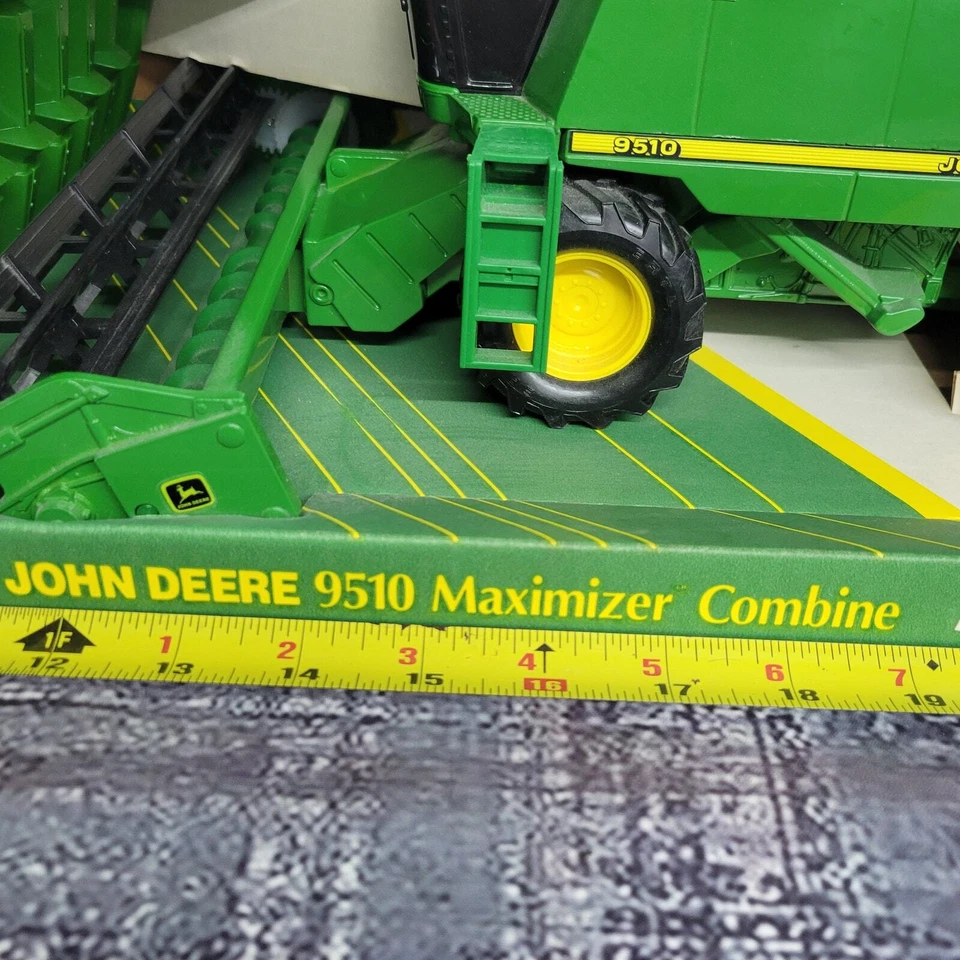 9510 JO
JOHN DEERE
JOHN DEERE 9510 Maximizer Combine
1F 1 2 3 4 5 6 7
12 13 14 15 16 17 18 19